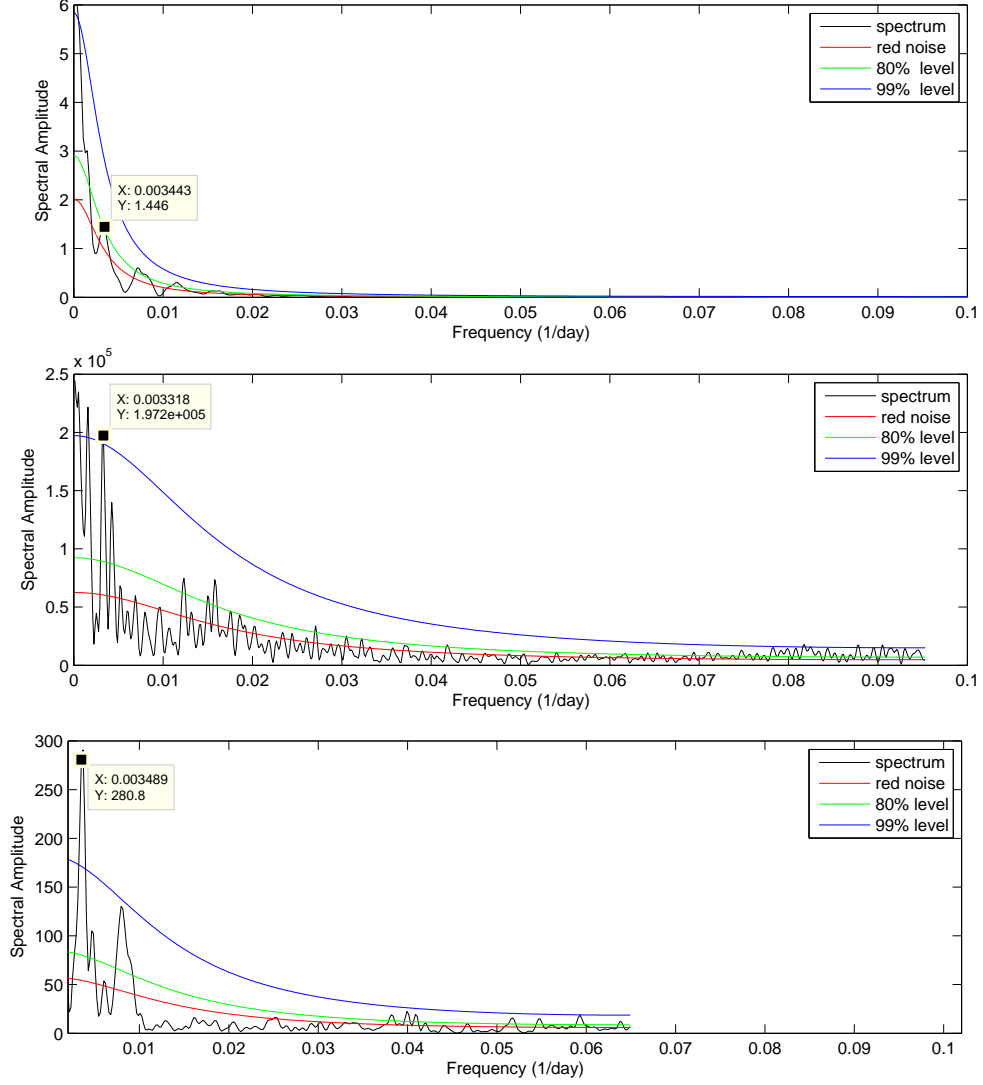 6
5
4
3
2
1
0
Spectral Amplitude
X: 0.003443
Y: 1.446
spectrum
red noise
80%  level
99%  level
0 0.01 0.02 0.03 0.04 0.05 0.06 0.07 0.08 0.09 0.1
Frequency (1/day)
x 10^5
2.5
2
1.5
1
0.5
0
Spectral Amplitude
X: 0.003318
Y: 1.972e+005
spectrum
red noise
80% level
99% level
0 0.01 0.02 0.03 0.04 0.05 0.06 0.07 0.08 0.09 0.1
Frequency (1/day)
300
250
200
150
100
50
0
Spectral Amplitude
X: 0.003489
Y: 280.8
spectrum
red noise
80% level
99% level
0.01 0.02 0.03 0.04 0.05 0.06 0.07 0.08 0.09 0.1
Frequency (1/day)